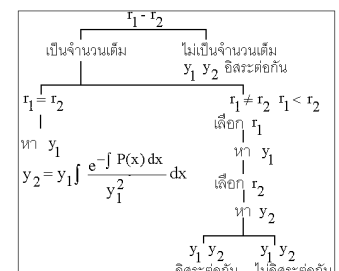 r₁ - r₂
เป็นจำนวนเต็ม ไม่เป็นจำนวนเต็ม
y₁ y₂ อิสระต่อกัน
r₁ = r₂ r₁ ≠ r₂ r₁ < r₂
เลือก r₁
หา y₁ หา y₁
y₂ = y₁ ∫ e^(-∫ P(x) dx) / y₁² dx
เลือก r₂
หา y₂
y₁ y₂ y₁ y₂
อิสระต่อกัน ไม่อิสระต่อกัน